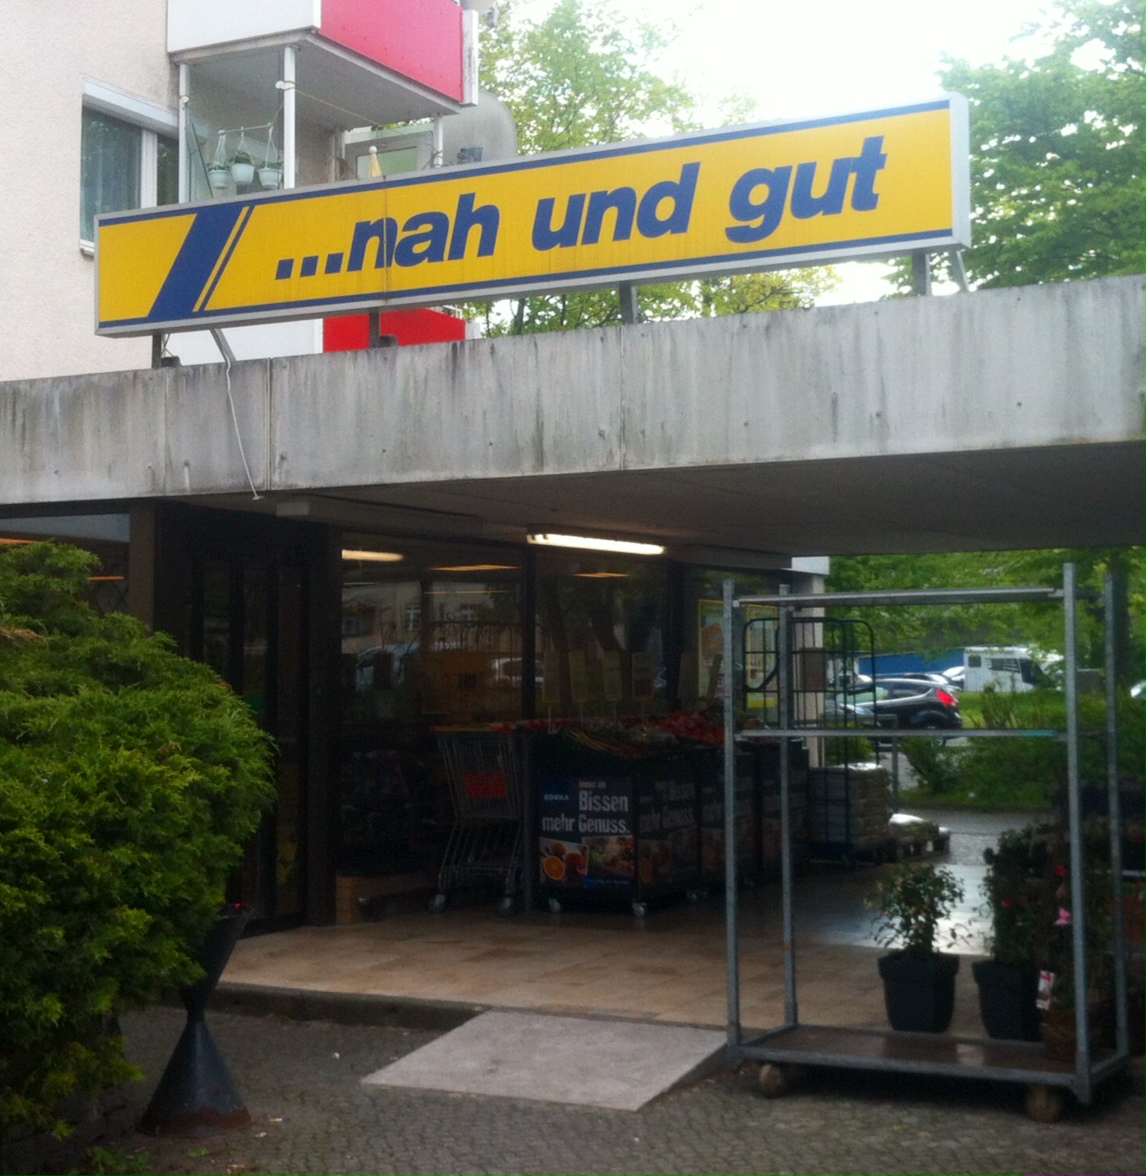 ...nah und gut
EDEKA
Bissen
mehr Genuss.